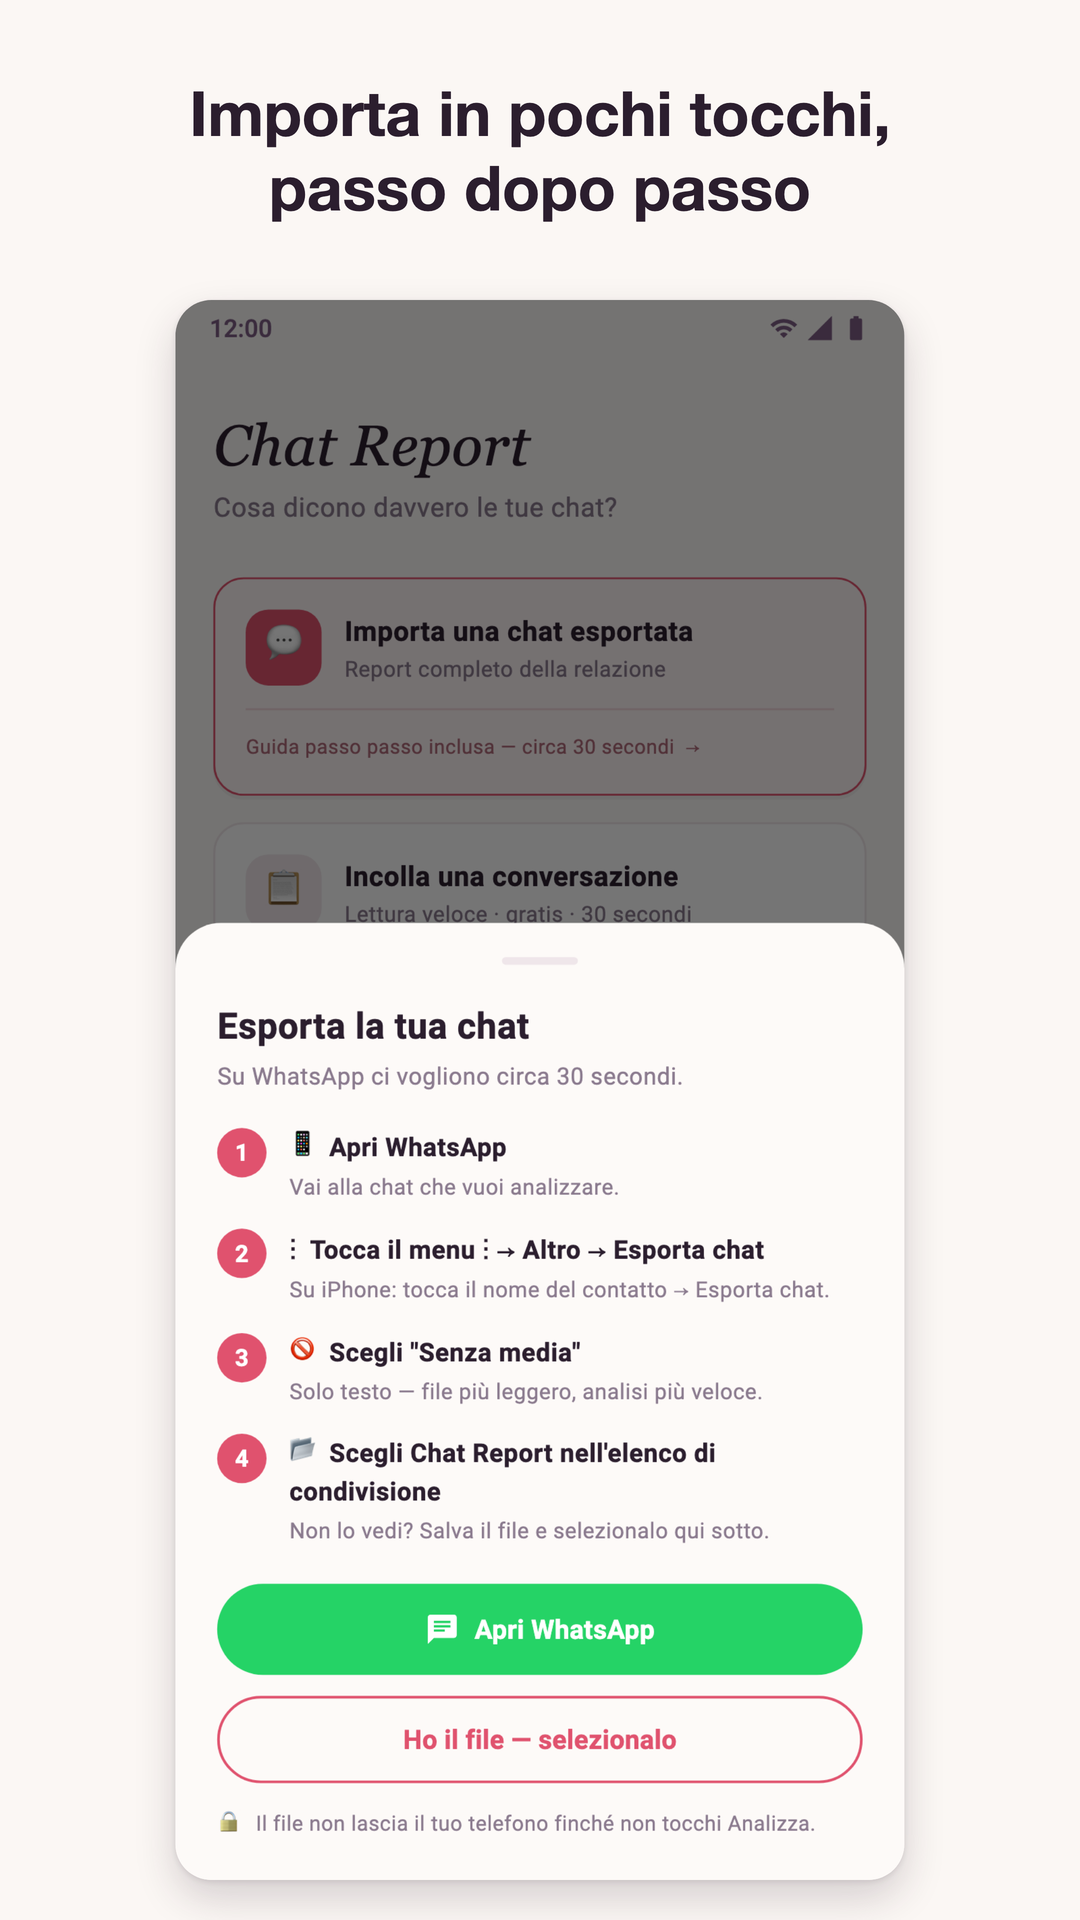 Importa in pochi tocchi,
passo dopo passo
12:00
Chat Report
Cosa dicono davvero le tue chat?
Importa una chat esportata
Report completo della relazione
Guida passo passo inclusa — circa 30 secondi →
Incolla una conversazione
Lettura veloce · gratis · 30 secondi
Esporta la tua chat
Su WhatsApp ci vogliono circa 30 secondi.
1 📱 Apri WhatsApp
Vai alla chat che vuoi analizzare.
2 ⋮ Tocca il menu ⋮ → Altro → Esporta chat
Su iPhone: tocca il nome del contatto → Esporta chat.
3 🚫 Scegli "Senza media"
Solo testo — file più leggero, analisi più veloce.
4 📂 Scegli Chat Report nell'elenco di
condivisione
Non lo vedi? Salva il file e selezionalo qui sotto.
Apri WhatsApp
Ho il file — selezionalo
🔒 Il file non lascia il tuo telefono finché non tocchi Analizza.